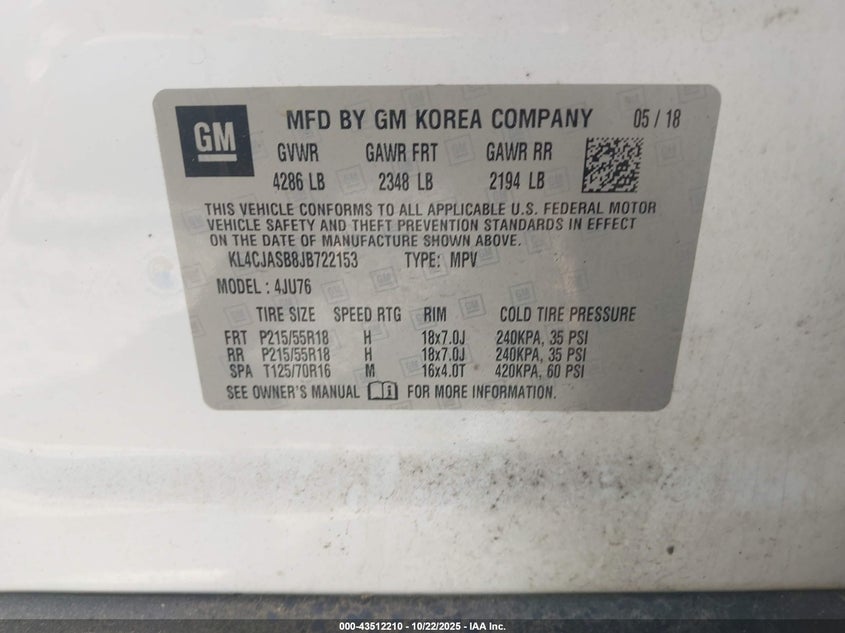 GM
MFD BY GM KOREA COMPANY 05 / 18
GVWR GAWR FRT GAWR RR
4286 LB 2348 LB 2194 LB
THIS VEHICLE CONFORMS TO ALL APPLICABLE U.S. FEDERAL MOTOR
VEHICLE SAFETY AND THEFT PREVENTION STANDARDS IN EFFECT
ON THE DATE OF MANUFACTURE SHOWN ABOVE.
KL4CJASB8JB722153 TYPE: MPV
MODEL : 4JU76
TIRE SIZE SPEED RTG RIM COLD TIRE PRESSURE
FRT P215/55R18 H 18x7.0J 240KPA, 35 PSI
RR P215/55R18 H 18x7.0J 240KPA, 35 PSI
SPA T125/70R16 M 16x4.0T 420KPA, 60 PSI
SEE OWNER'S MANUAL FOR MORE INFORMATION.
000-43512210 - 10/22/2025 - IAA Inc.